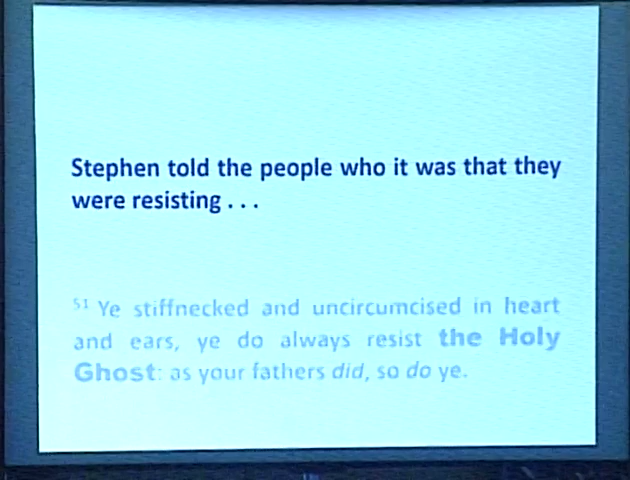 Stephen told the people who it was that they
were resisting . . .
51 Ye stiffnecked and uncircumcised in heart
and ears, ye do always resist the Holy
Ghost: as your fathers did, so do ye.